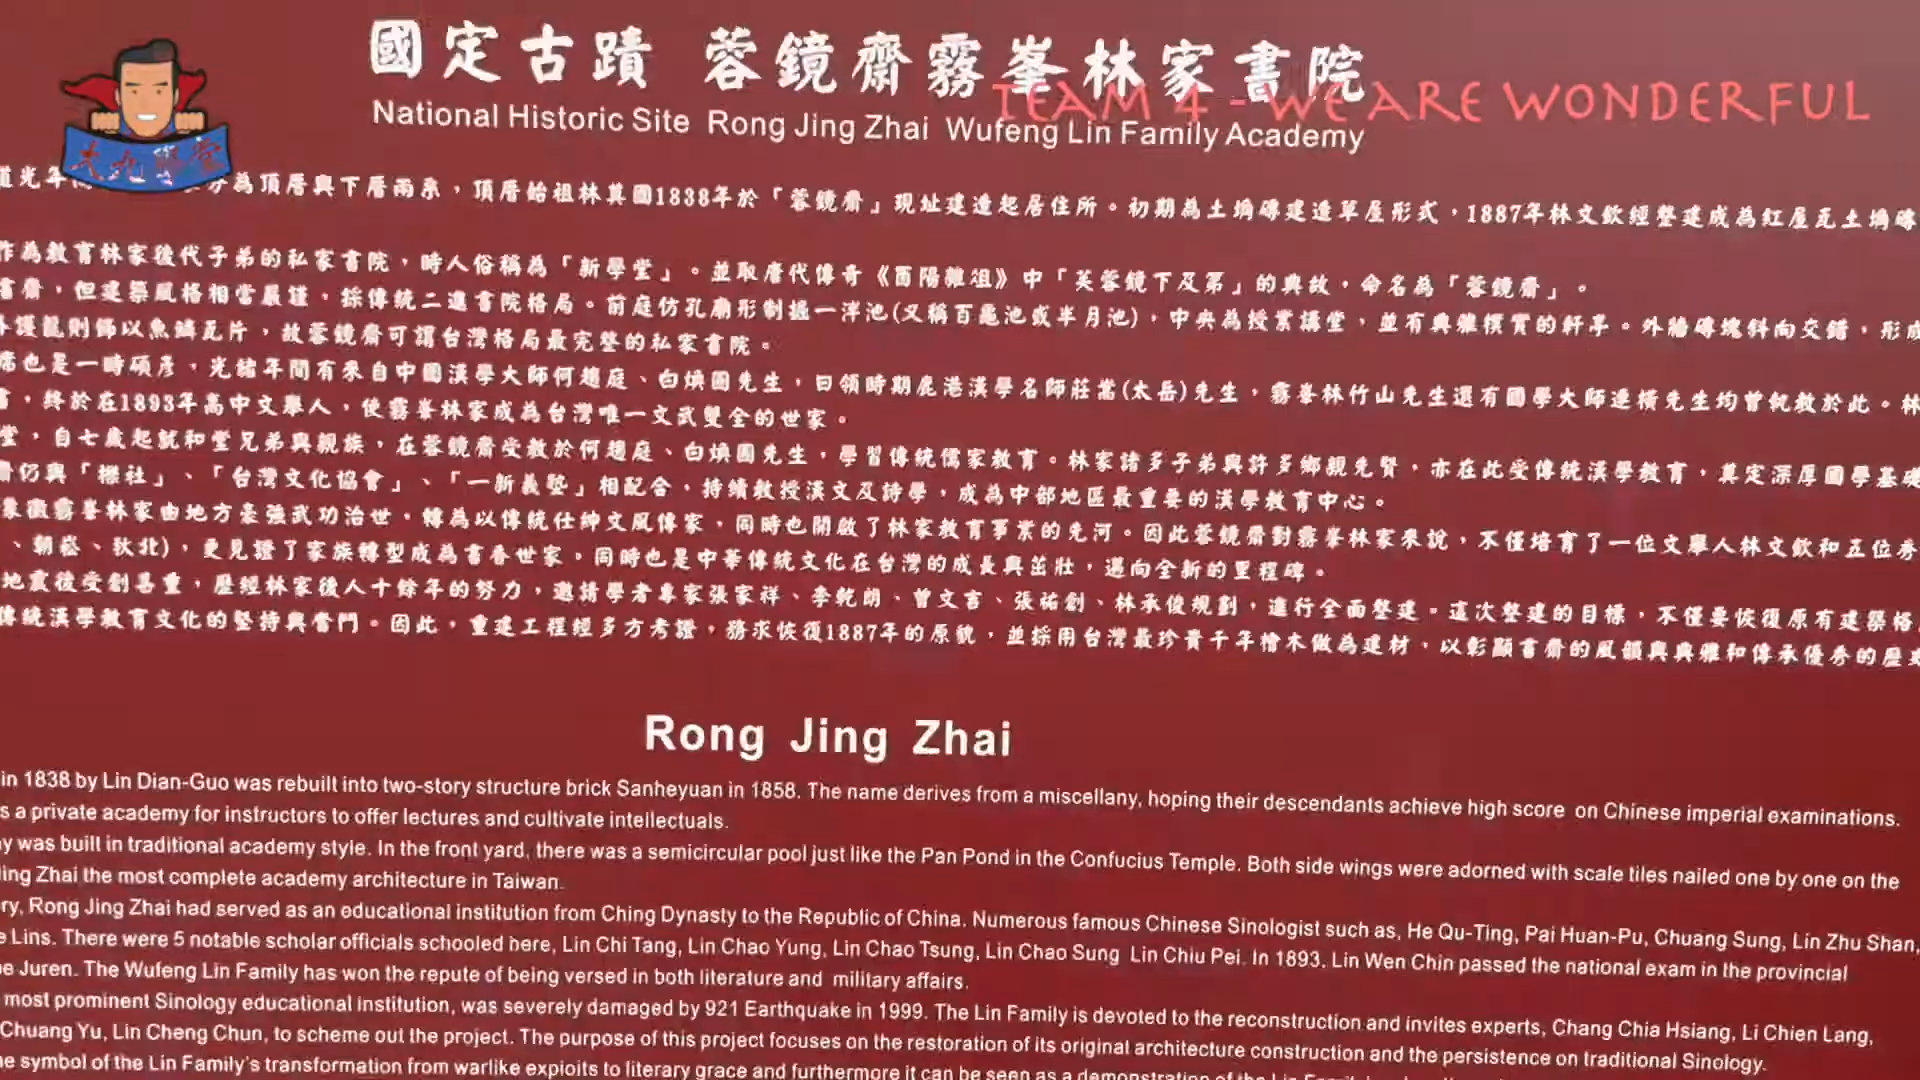 國定古蹟 蓉鏡齋霧峯林家書院
TEAM 4 - WE ARE WONDERFUL
National Historic Site Rong Jing Zhai Wufeng Lin Family Academy
道光年 為頂厝與下厝兩系，頂厝始祖林奠國1838年於「蓉鏡齋」現址建造起居住所。初期為土埆磚建造草屋形式，1887年林文欽經整建成為紅屋瓦土埆磚
作為教育林家後代子弟的私家書院，時人俗稱為「新學堂」。並取唐代傳奇《酉陽雜俎》中「芙蓉鏡下及第」的典故，命名為「蓉鏡齋」。
書齋，但建築風格相當嚴謹，採傳統二進書院格局。前庭仿孔廟形制掘一泮池(又稱百龜池或半月池)，中央為授業講堂，並有典雅樸質的軒亭。外牆磚塊斜向交錯，形成
外護龍則飾以魚鱗瓦片，故蓉鏡齋可謂台灣格局最完整的私家書院。
席也是一時碩彥，光緒年間有來自中國漢學大師何趨庭、白煥圃先生，日領時期鹿港漢學名師莊嵩(太岳)先生，霧峯林竹山先生還有國學大師連橫先生均曾執教於此。林
書，終於在1893年高中文舉人，使霧峯林家成為台灣唯一文武雙全的世家。
堂，自七歲起就和堂兄弟與親族，在蓉鏡齋受教於何趨庭、白煥圃先生，學習傳統儒家教育。林家諸多子弟與許多鄉親先賢，亦在此受傳統漢學教育，奠定深厚國學基礎
齋仍與「櫟社」、「台灣文化協會」、「一新義塾」相配合，持續教授漢文及詩學，成為中部地區最重要的漢學教育中心。
象徵霧峯林家由地方豪強武功治世，轉為以傳統仕紳文風傳家，同時也開啟了林家教育事業的先河。因此蓉鏡齋對霧峯林家來說，不僅培育了一位文舉人林文欽和五位秀
、朝崧、秋北)，更見證了家族轉型成為書香世家。同時也是中華傳統文化在台灣的成長與茁壯，邁向全新的里程碑。
地震後受創甚重，歷經林家後人十餘年的努力，邀請學者專家張家祥、李乾朗、曾文吉、張祐創、林承俊規劃，進行全面整建。這次整建的目標，不僅要恢復原有建築格
傳統漢學教育文化的堅持與奮鬥。因此，重建工程經多方考證，務求恢復1887年的原貌，並採用台灣最珍貴千年檜木做為建材，以彰顯書齋的風韻與典雅和傳承優秀的歷史
Rong Jing Zhai
in 1838 by Lin Dian-Guo was rebuilt into two-story structure brick Sanheyuan in 1858. The name derives from a miscellany, hoping their descendants achieve high score on Chinese imperial examinations.
s a private academy for instructors to offer lectures and cultivate intellectuals.
y was built in traditional academy style. In the front yard, there was a semicircular pool just like the Pan Pond in the Confucius Temple. Both side wings were adorned with scale tiles nailed one by one on the
Jing Zhai the most complete academy architecture in Taiwan.
ry, Rong Jing Zhai had served as an educational institution from Ching Dynasty to the Republic of China. Numerous famous Chinese Sinologist such as, He Qu-Ting, Pai Huan-Pu, Chuang Sung, Lin Zhu Shan,
e Lins. There were 5 notable scholar officials schooled here, Lin Chi Tang, Lin Chao Yung, Lin Chao Tsung, Lin Chao Sung Lin Chiu Pei. In 1893, Lin Wen Chin passed the national exam in the provincial
e Juren. The Wufeng Lin Family has won the repute of being versed in both literature and military affairs.
most prominent Sinology educational institution, was severely damaged by 921 Earthquake in 1999. The Lin Family is devoted to the reconstruction and invites experts, Chang Chia Hsiang, Li Chien Lang,
Chuang Yu, Lin Cheng Chun, to scheme out the project. The purpose of this project focuses on the restoration of its original architecture construction and the persistence on traditional Sinology.
e symbol of the Lin Family's transformation from warlike exploits to literary grace and furthermore it can be seen as a demonstration of the Lin